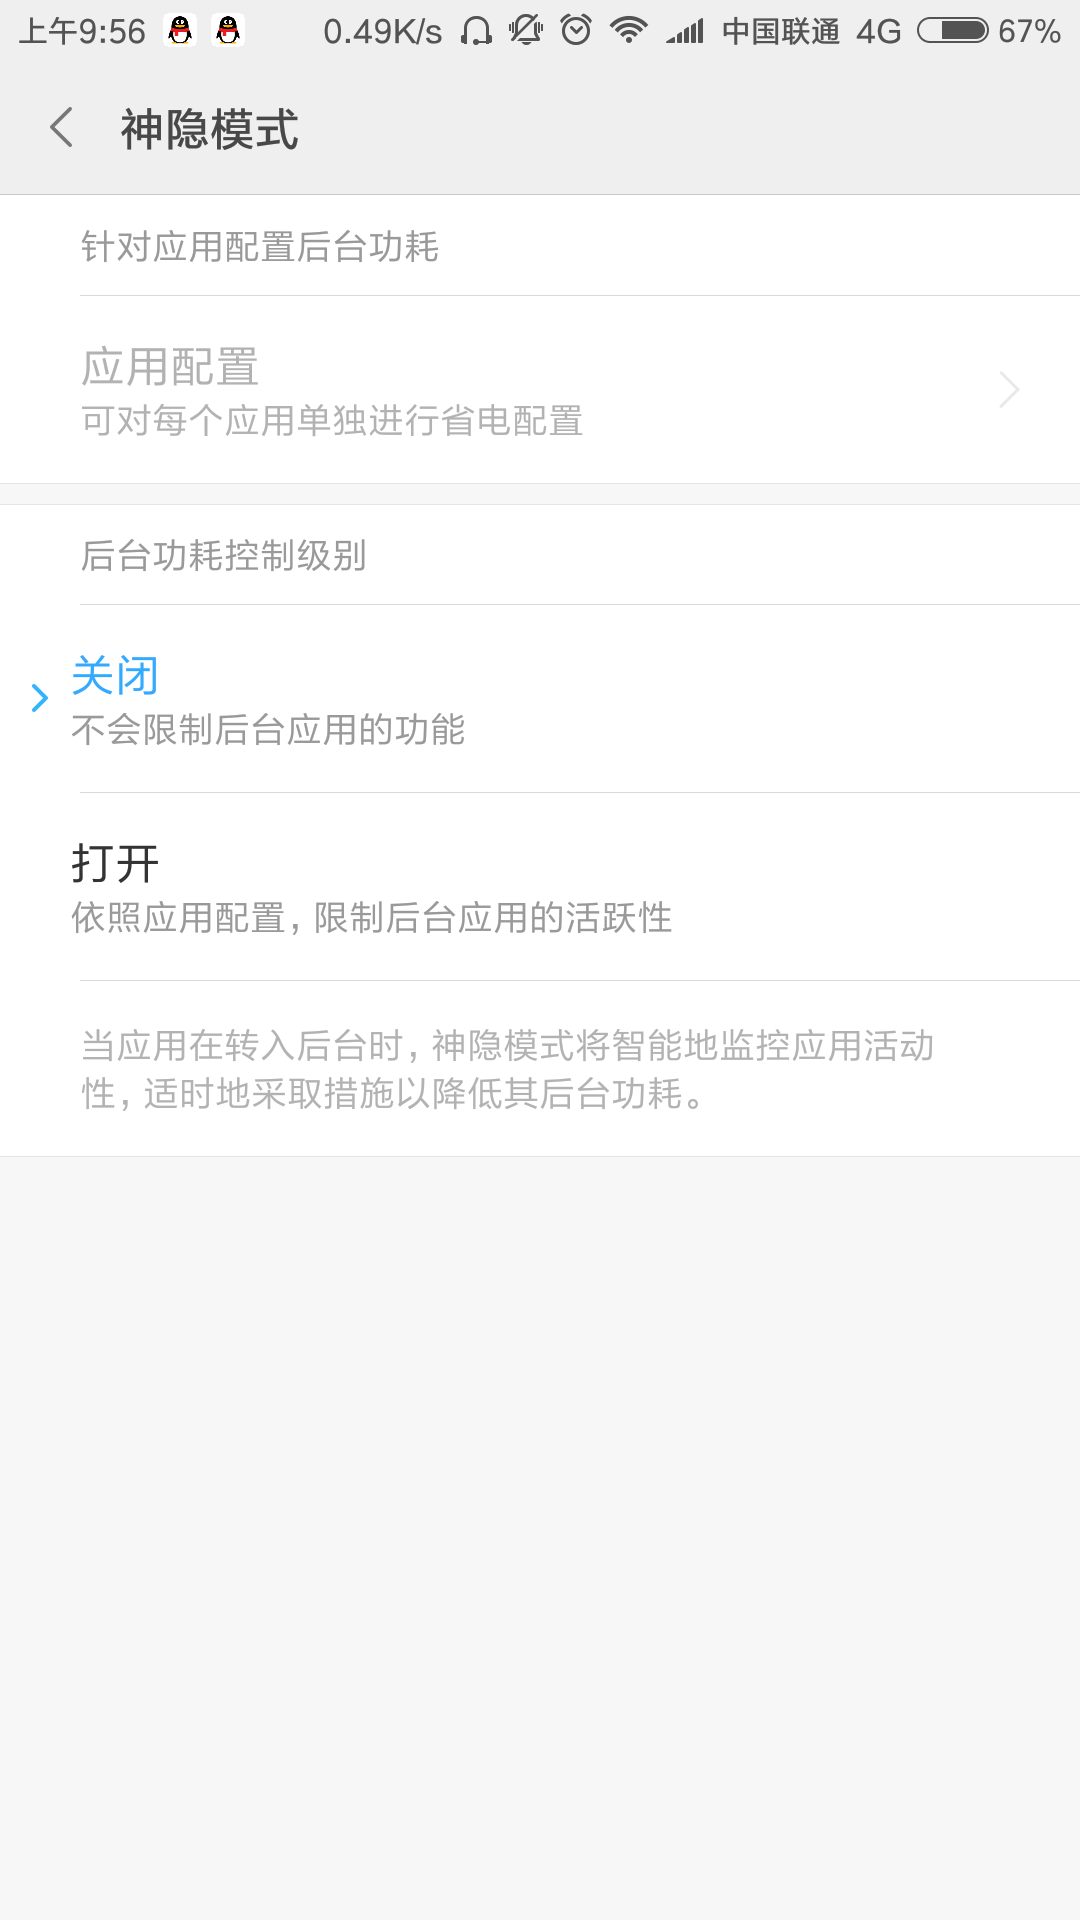 上午9:56 0.49K/s 中国联通 4G 67%
神隐模式
针对应用配置后台功耗
应用配置
可对每个应用单独进行省电配置
后台功耗控制级别
关闭
不会限制后台应用的功能
打开
依照应用配置，限制后台应用的活跃性
当应用在转入后台时，神隐模式将智能地监控应用活动
性，适时地采取措施以降低其后台功耗。